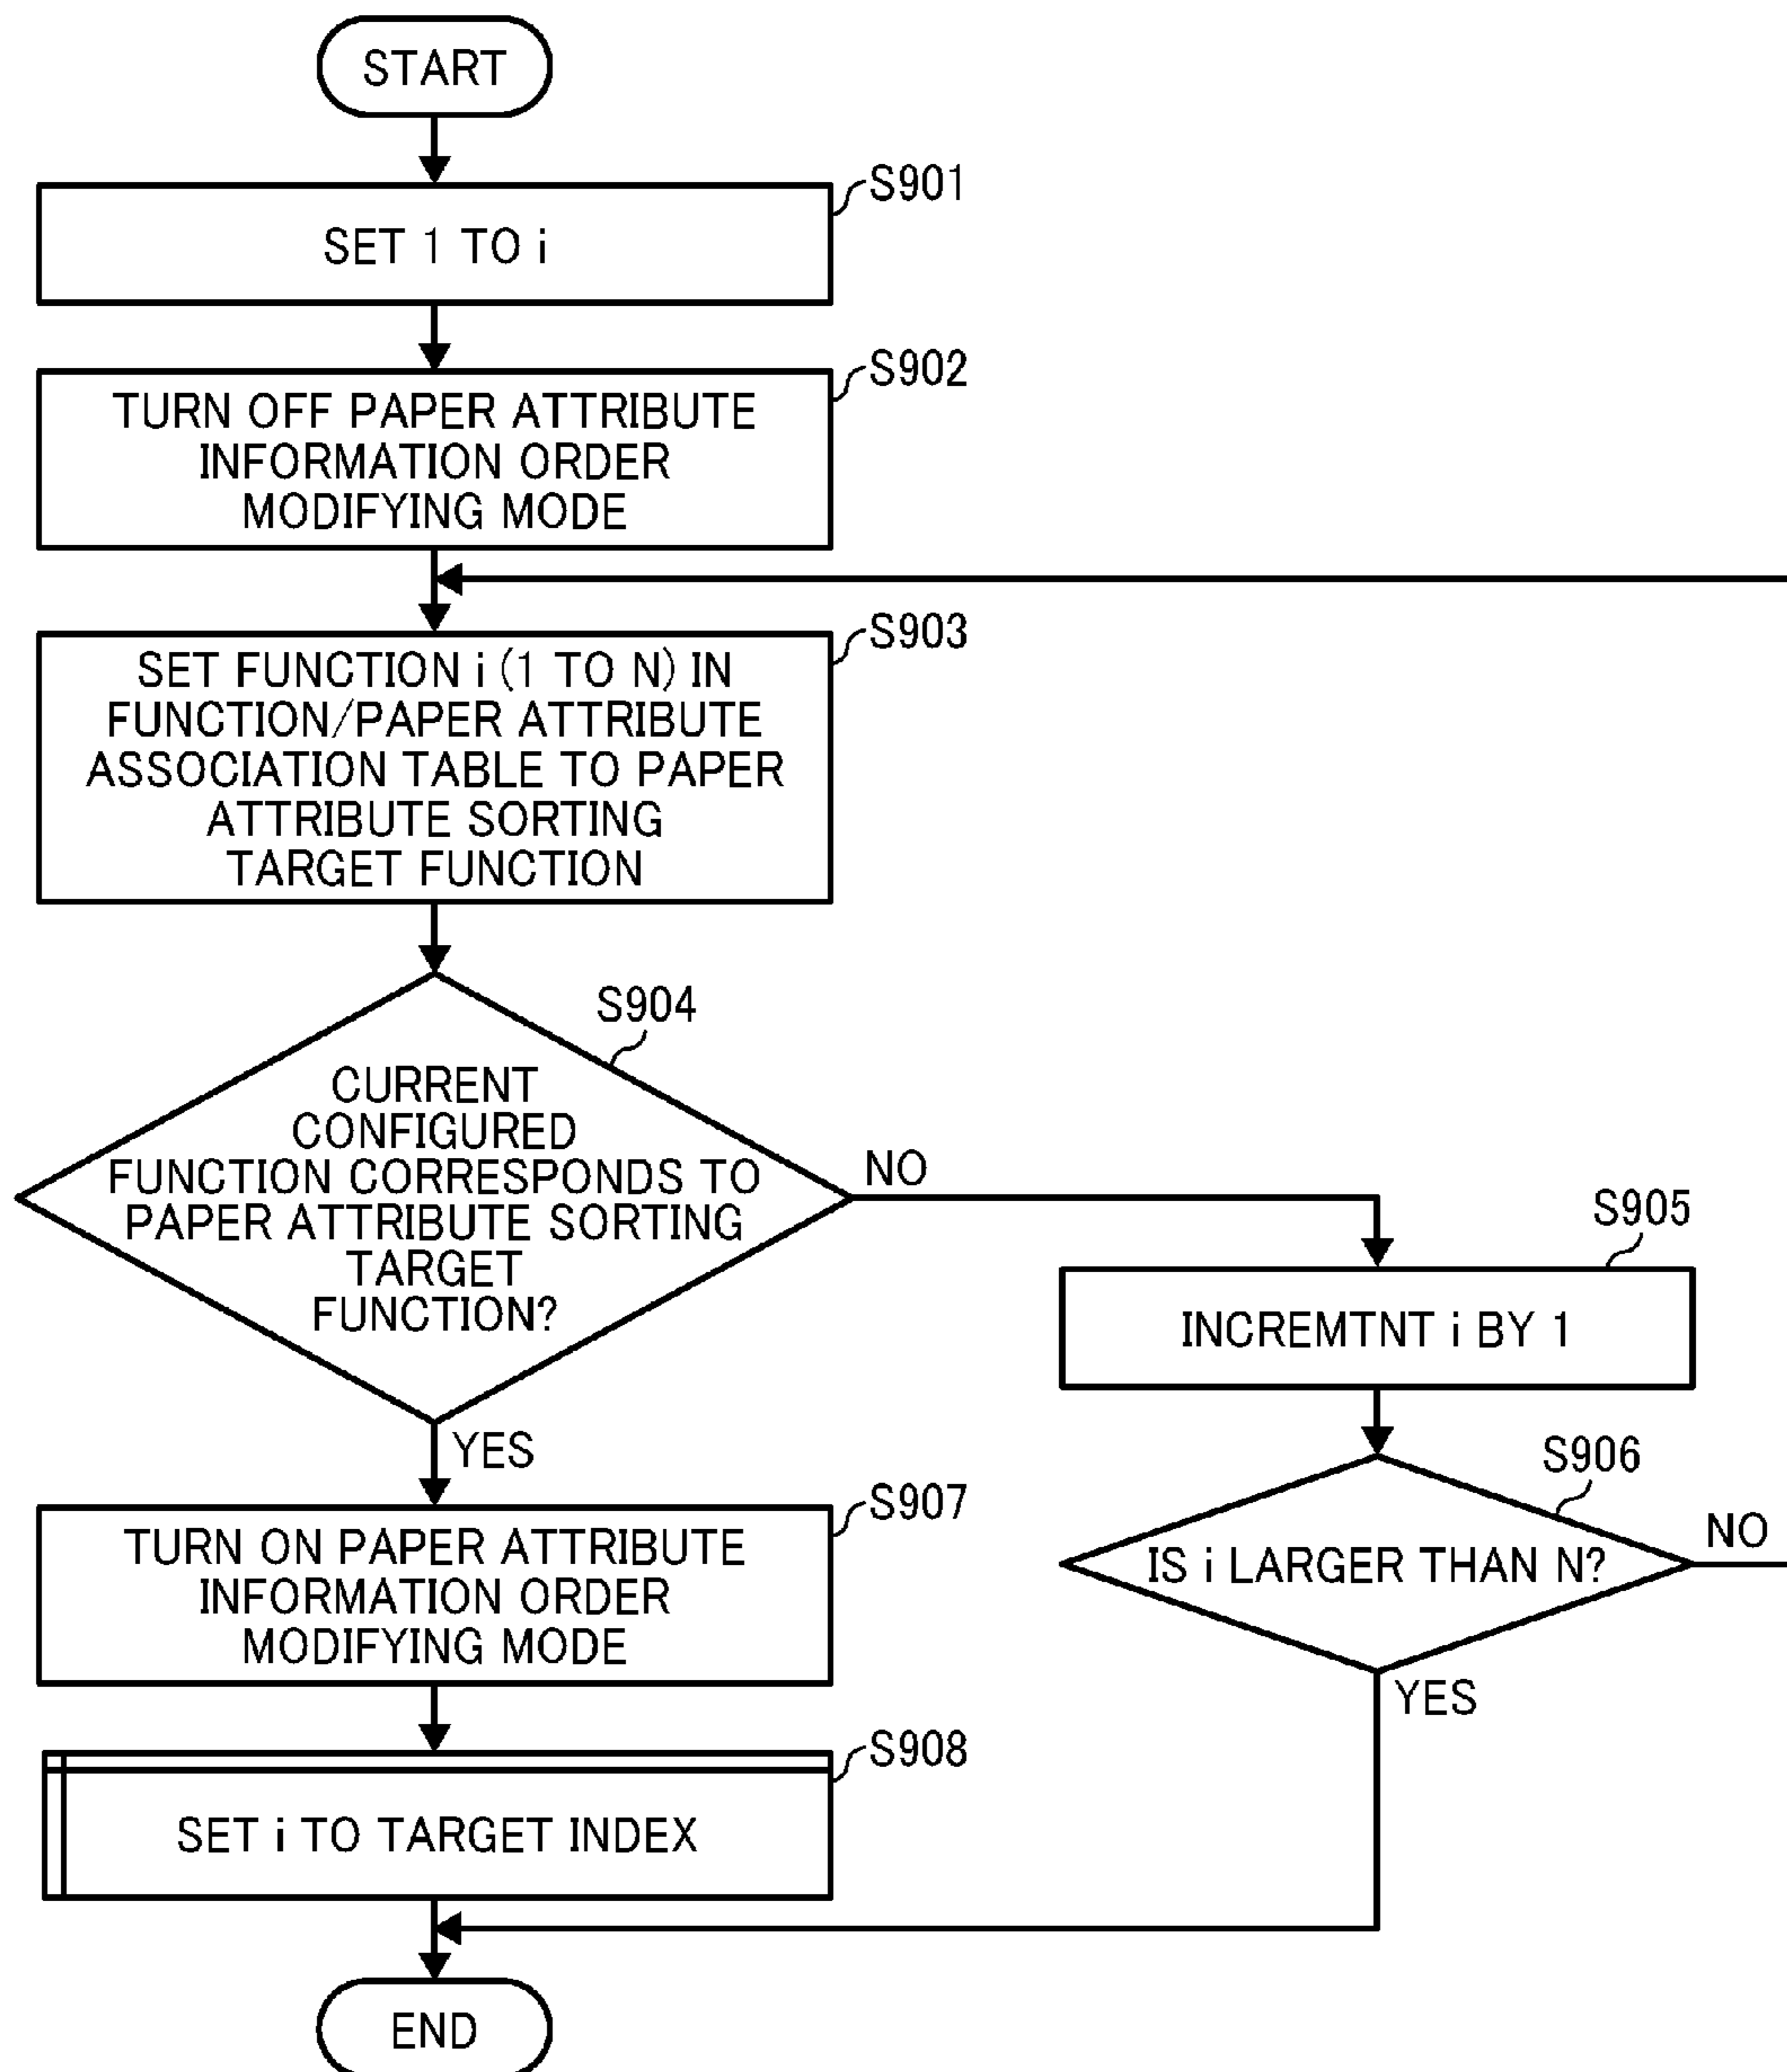 START
S901
SET 1 TO i
S902
TURN OFF PAPER ATTRIBUTE
INFORMATION ORDER
MODIFYING MODE
S903
SET FUNCTION i (1 TO N) IN
FUNCTION/PAPER ATTRIBUTE
ASSOCIATION TABLE TO PAPER
ATTRIBUTE SORTING
TARGET FUNCTION
S904
CURRENT
CONFIGURED
FUNCTION CORRESPONDS TO
PAPER ATTRIBUTE SORTING
TARGET
FUNCTION?
NO
S905
INCREMTNT i BY 1
YES
S906
IS i LARGER THAN N?
NO
YES
S907
TURN ON PAPER ATTRIBUTE
INFORMATION ORDER
MODIFYING MODE
S908
SET i TO TARGET INDEX
END